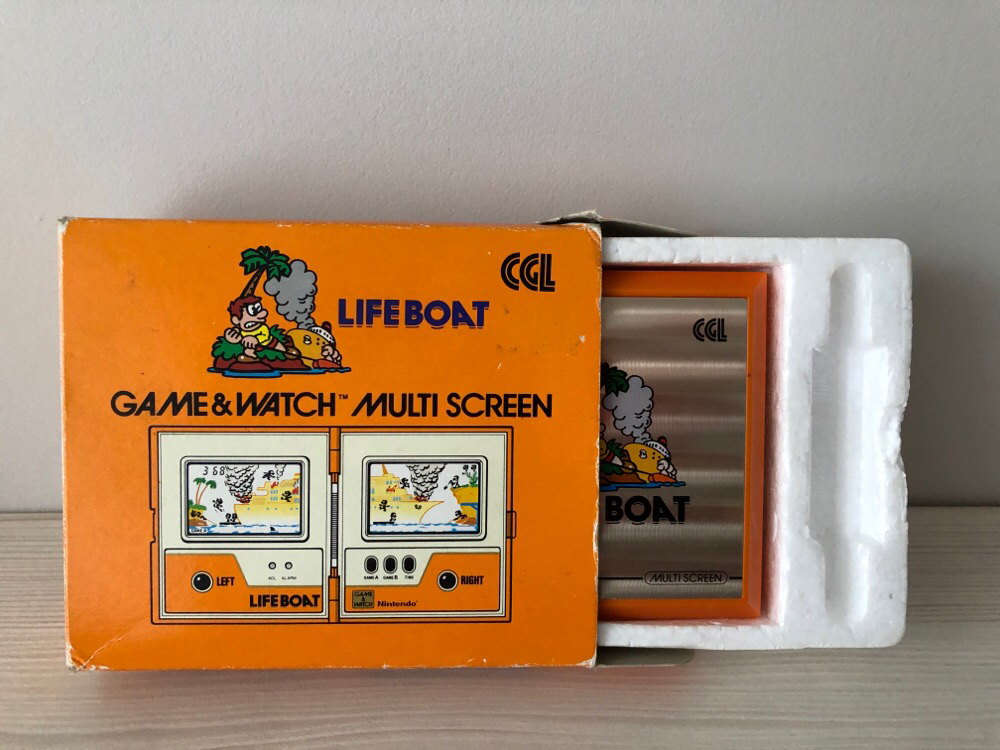 CGL
LIFEBOAT
GAME & WATCH™ MULTI SCREEN
368
ACL ALARM
LEFT
LIFEBOAT
GAME A GAME B TIME
RIGHT
GAME & WATCH
Nintendo
CGL
BOAT
MULTI SCREEN